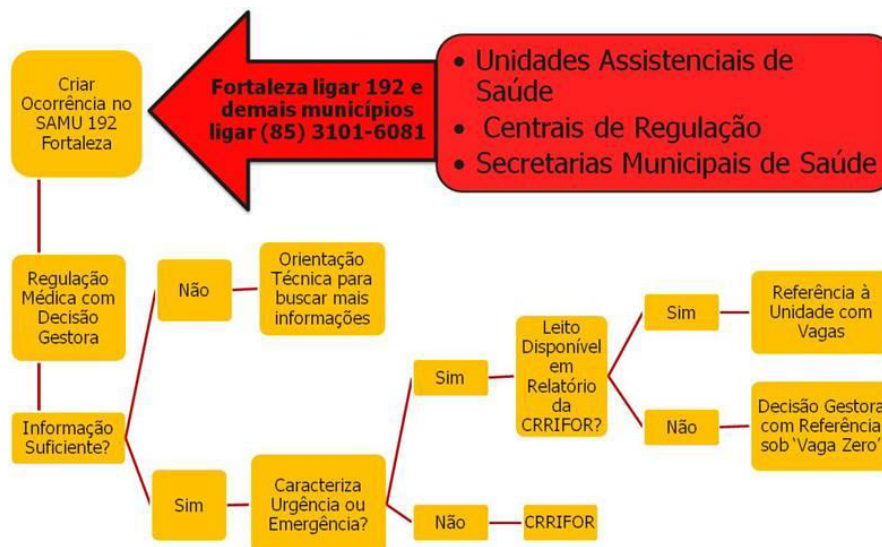 Criar
Ocorrência no
SAMU 192
Fortaleza
Fortaleza ligar 192 e
demais municípios
ligar (85) 3101-6081
• Unidades Assistenciais de
Saúde
• Centrais de Regulação
• Secretarias Municipais de Saúde
Regulação
Médica com
Decisão
Gestora
Não
Orientação
Técnica para
buscar mais
informações
Informação
Suficiente?
Sim
Caracteriza
Urgência ou
Emergência?
Sim
Leito
Disponível
em
Relatório
da
CRRIFOR?
Sim
Referência à
Unidade com
Vagas
Não
Decisão Gestora
com Referência
sob ‘Vaga Zero’
Não
CRRIFOR